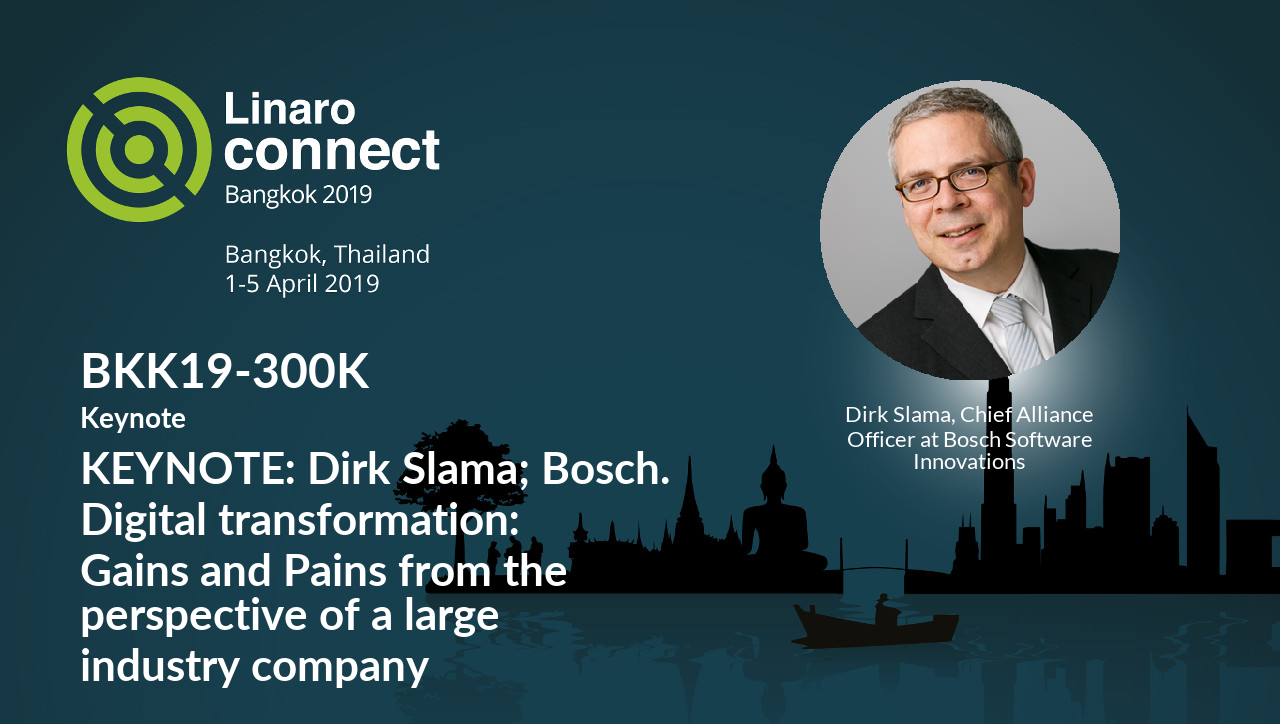 Linaro
connect
Bangkok 2019
Bangkok, Thailand
1-5 April 2019
BKK19-300K
Keynote
KEYNOTE: Dirk Slama; Bosch.
Digital transformation:
Gains and Pains from the
perspective of a large
industry company
Dirk Slama, Chief Alliance
Officer at Bosch Software
Innovations